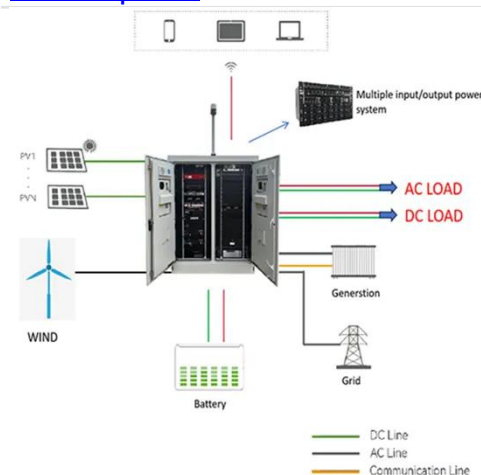 Multiple input/output power
system
PV1
PVN
AC LOAD
DC LOAD
Generstion
WIND
Grid
Battery
DC Line
AC Line
Communication Line